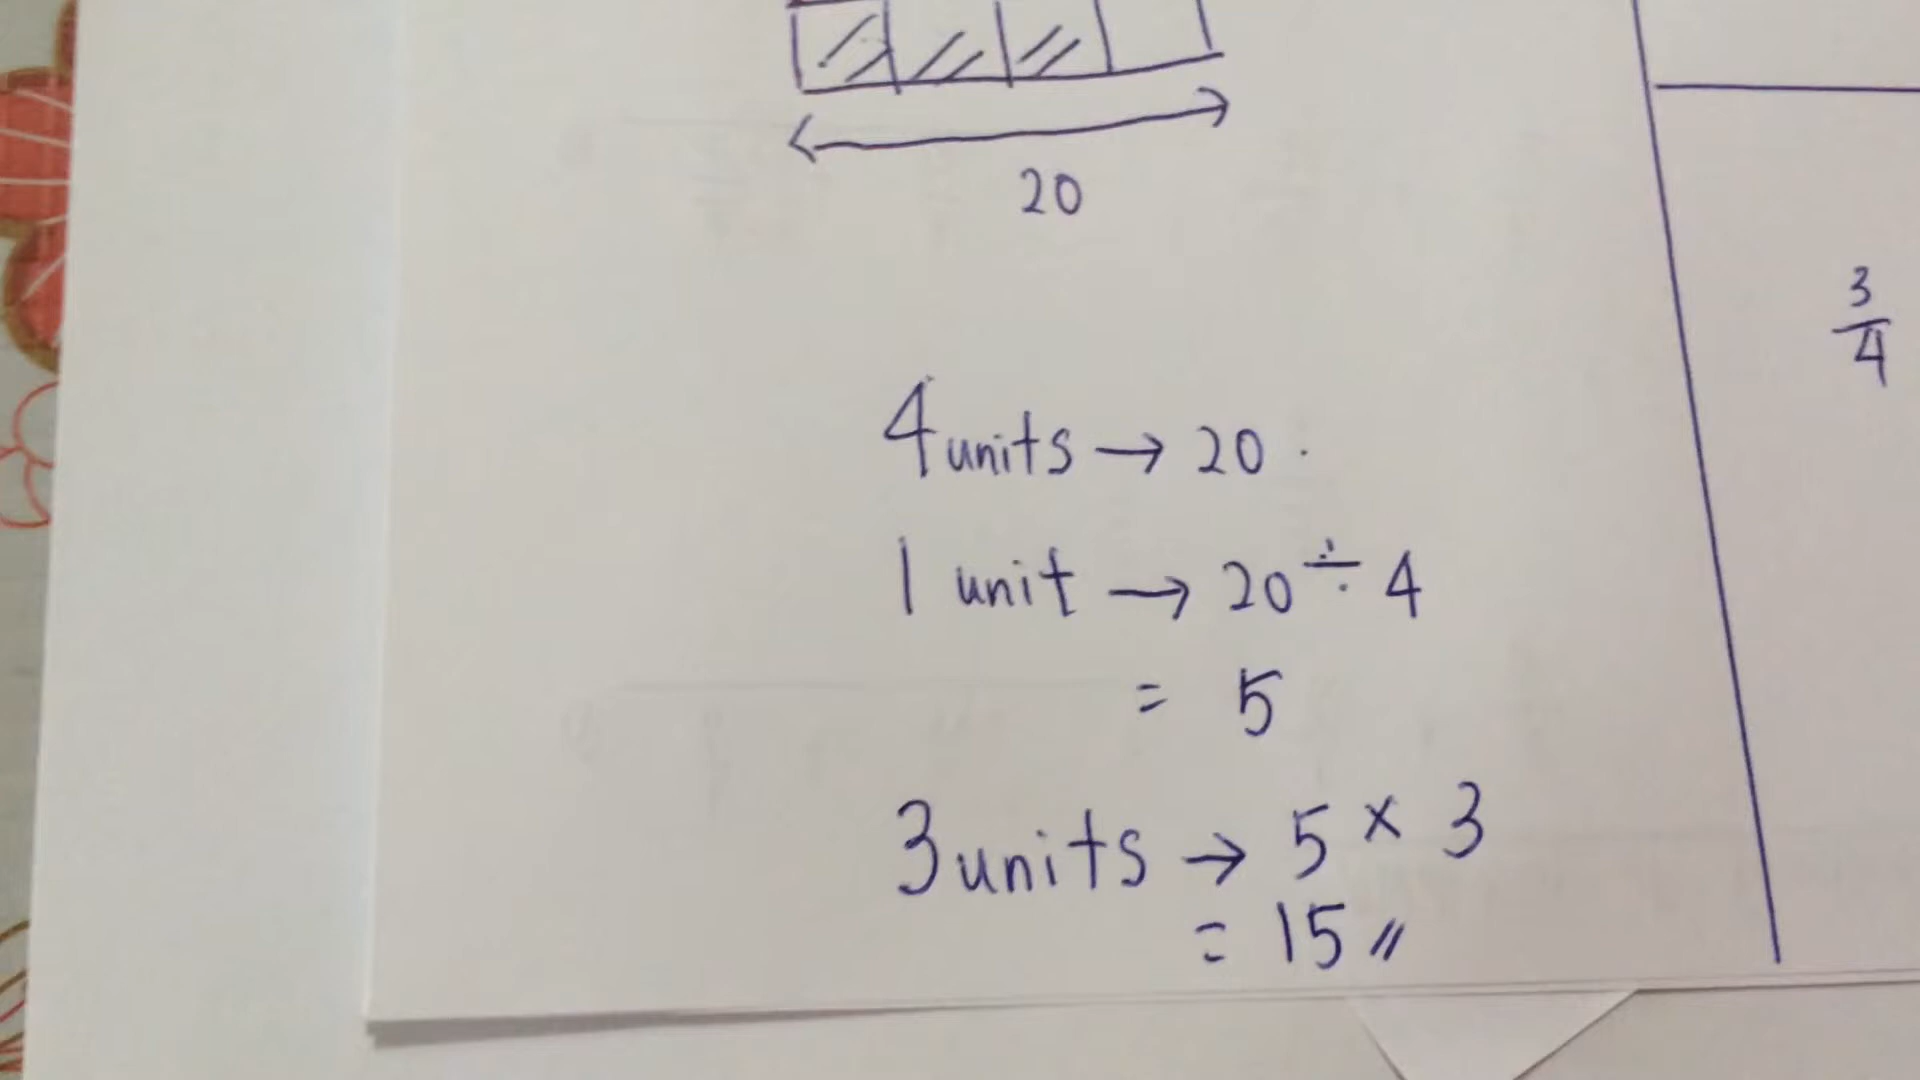 20
4 units → 20
1 unit → 20 ÷ 4
= 5
3 units → 5 × 3
= 15 //
3
4